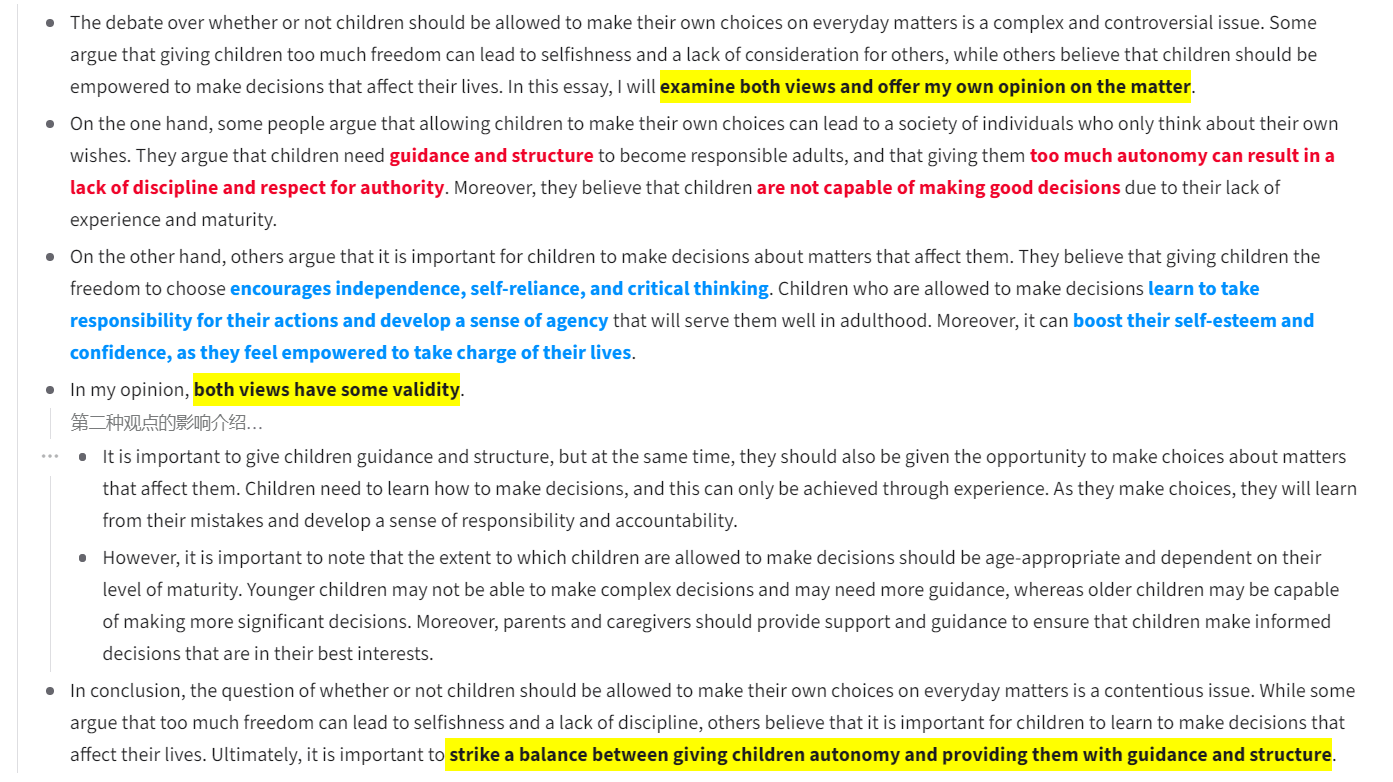 The debate over whether or not children should be allowed to make their own choices on everyday matters is a complex and controversial issue. Some
argue that giving children too much freedom can lead to selfishness and a lack of consideration for others, while others believe that children should be
empowered to make decisions that affect their lives. In this essay, I will examine both views and offer my own opinion on the matter.
On the one hand, some people argue that allowing children to make their own choices can lead to a society of individuals who only think about their own
wishes. They argue that children need guidance and structure to become responsible adults, and that giving them too much autonomy can result in a
lack of discipline and respect for authority. Moreover, they believe that children are not capable of making good decisions due to their lack of
experience and maturity.
On the other hand, others argue that it is important for children to make decisions about matters that affect them. They believe that giving children the
freedom to choose encourages independence, self-reliance, and critical thinking. Children who are allowed to make decisions learn to take
responsibility for their actions and develop a sense of agency that will serve them well in adulthood. Moreover, it can boost their self-esteem and
confidence, as they feel empowered to take charge of their lives.
In my opinion, both views have some validity.
第二种观点的影响介绍…
It is important to give children guidance and structure, but at the same time, they should also be given the opportunity to make choices about matters
that affect them. Children need to learn how to make decisions, and this can only be achieved through experience. As they make choices, they will learn
from their mistakes and develop a sense of responsibility and accountability.
However, it is important to note that the extent to which children are allowed to make decisions should be age-appropriate and dependent on their
level of maturity. Younger children may not be able to make complex decisions and may need more guidance, whereas older children may be capable
of making more significant decisions. Moreover, parents and caregivers should provide support and guidance to ensure that children make informed
decisions that are in their best interests.
In conclusion, the question of whether or not children should be allowed to make their own choices on everyday matters is a contentious issue. While some
argue that too much freedom can lead to selfishness and a lack of discipline, others believe that it is important for children to learn to make decisions that
affect their lives. Ultimately, it is important to strike a balance between giving children autonomy and providing them with guidance and structure.